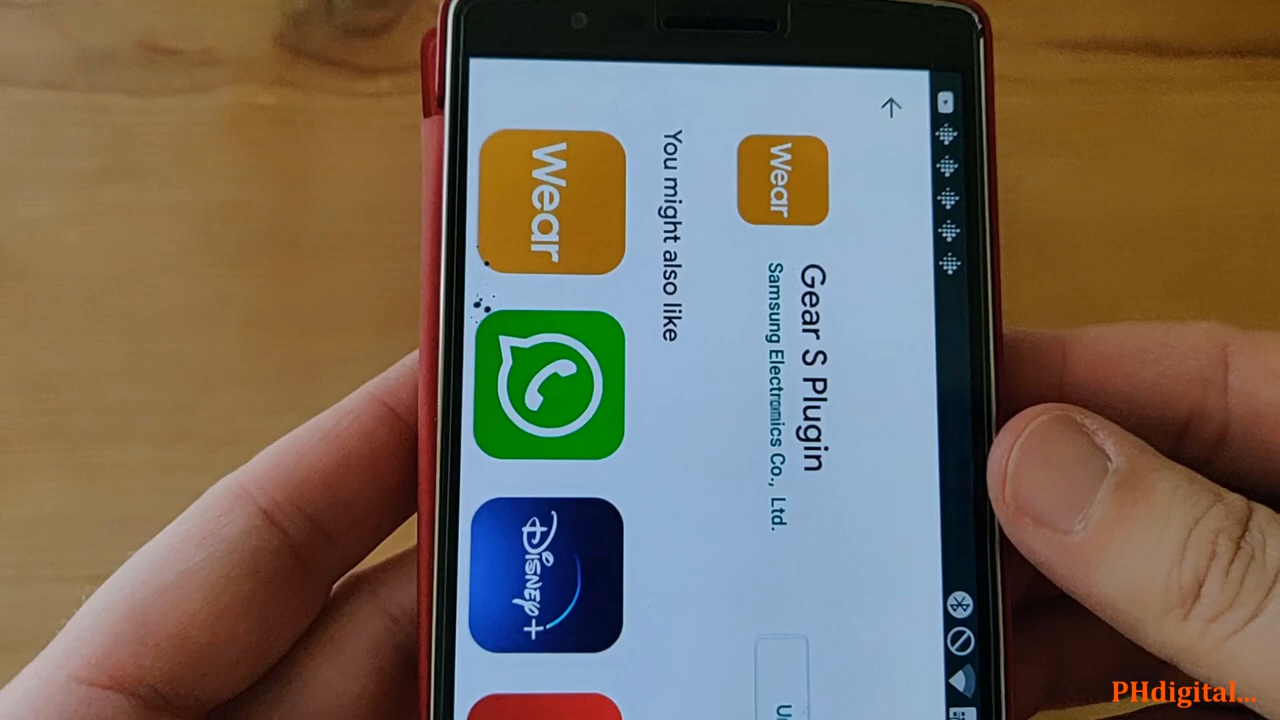 Wear
Gear S Plugin
Samsung Electronics Co., Ltd.
You might also like
Wear
Disney+
PHdigital...